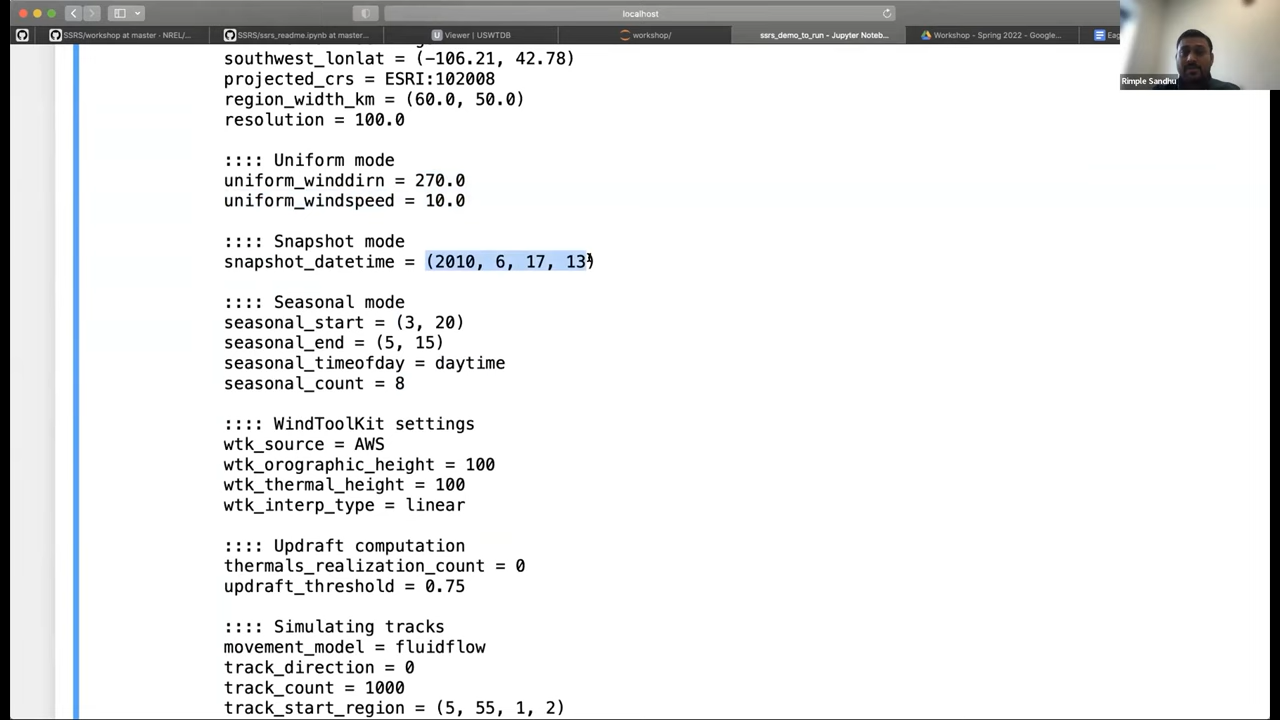 localhost
SSRS/workshop at master · NREL/...
SSRS/ssrs_readme.ipynb at master...
Viewer | USWTDB
workshop/
ssrs_demo_to_run - Jupyter Noteb...
Workshop - Spring 2022 - Google...
Eag
Rimple Sandhu
southwest_lonlat = (-106.21, 42.78)
projected_crs = ESRI:102008
region_width_km = (60.0, 50.0)
resolution = 100.0
:::: Uniform mode
uniform_winddirn = 270.0
uniform_windspeed = 10.0
:::: Snapshot mode
snapshot_datetime = (2010, 6, 17, 13)
:::: Seasonal mode
seasonal_start = (3, 20)
seasonal_end = (5, 15)
seasonal_timeofday = daytime
seasonal_count = 8
:::: WindToolKit settings
wtk_source = AWS
wtk_orographic_height = 100
wtk_thermal_height = 100
wtk_interp_type = linear
:::: Updraft computation
thermals_realization_count = 0
updraft_threshold = 0.75
:::: Simulating tracks
movement_model = fluidflow
track_direction = 0
track_count = 1000
track_start_region = (5, 55, 1, 2)